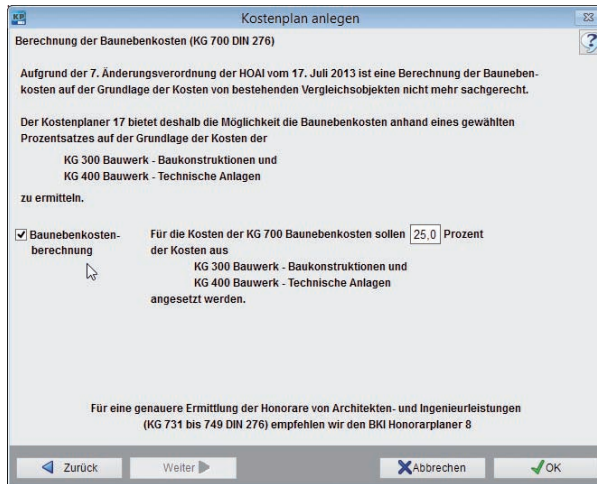 KP
Kostenplan anlegen
Berechnung der Baunebenkosten (KG 700 DIN 276)
?
Aufgrund der 7. Änderungsverordnung der HOAI vom 17. Juli 2013 ist eine Berechnung der Bauneben-
kosten auf der Grundlage der Kosten von bestehenden Vergleichsobjekten nicht mehr sachgerecht.
Der Kostenplaner 17 bietet deshalb die Möglichkeit die Baunebenkosten anhand eines gewählten
Prozentsatzes auf der Grundlage der Kosten der
KG 300 Bauwerk - Baukonstruktionen und
KG 400 Bauwerk - Technische Anlagen
zu ermitteln.
Baunebenkosten-
berechnung
Für die Kosten der KG 700 Baunebenkosten sollen 25,0 Prozent
der Kosten aus
KG 300 Bauwerk - Baukonstruktionen und
KG 400 Bauwerk - Technische Anlagen
angesetzt werden.
Für eine genauere Ermittlung der Honorare von Architekten- und Ingenieurleistungen
(KG 731 bis 749 DIN 276) empfehlen wir den BKI Honorarplaner 8
Zurück
Weiter
Abbrechen
OK